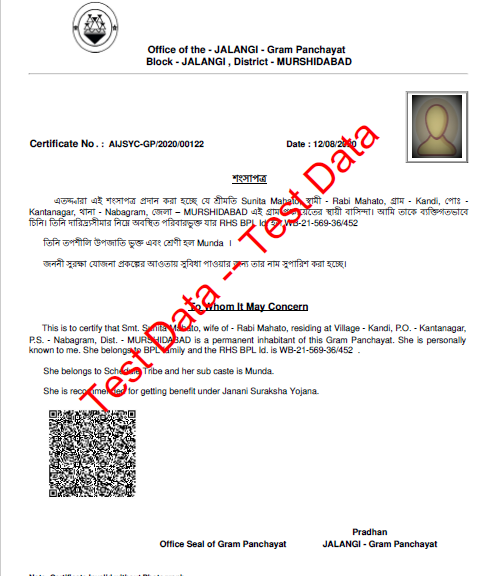 Office of the - JALANGI - Gram Panchayat
Block - JALANGI , District - MURSHIDABAD
Certificate No . : AIJSYC-GP/2020/00122
Date : 12/08/2020
শংসাপত্র
এতদ্দ্বারা এই শংসাপত্র প্রদান করা হচ্ছে যে শ্রীমতি Sunita Mahato, স্বামী - Rabi Mahato, গ্রাম - Kandi, পোঃ -
Kantanagar, থানা - Nabagram, জেলা – MURSHIDABAD এই গ্রাম পঞ্চায়েতের স্থায়ী বাসিন্দা। আমি তাকে ব্যক্তিগতভাবে
চিনি। তিনি দারিদ্রসীমার নিম্নে অবস্থিত পরিবারভুক্ত যার RHS BPL Id. WB-21-569-36/452
তিনি তপশীলি উপজাতি ভুক্ত এবং শ্রেণী হল Munda ।
জননী সুরক্ষা যোজনা প্রকল্পের আওতায় সুবিধা পাওয়ার জন্য তার নাম সুপারিশ করা হচ্ছে।
To Whom It May Concern
This is to certify that Smt. Sunita Mahato, wife of - Rabi Mahato, residing at Village - Kandi, P.O. - Kantanagar,
P.S. - Nabagram, Dist. - MURSHIDABAD is a permanent inhabitant of this Gram Panchayat. She is personally
known to me. She belongs to BPL family and the RHS BPL Id. is WB-21-569-36/452 .
She belongs to Schedule Tribe and her sub caste is Munda.
She is recommended for getting benefit under Janani Suraksha Yojana.
Test Data -- Test Data
Pradhan
Office Seal of Gram Panchayat
JALANGI - Gram Panchayat